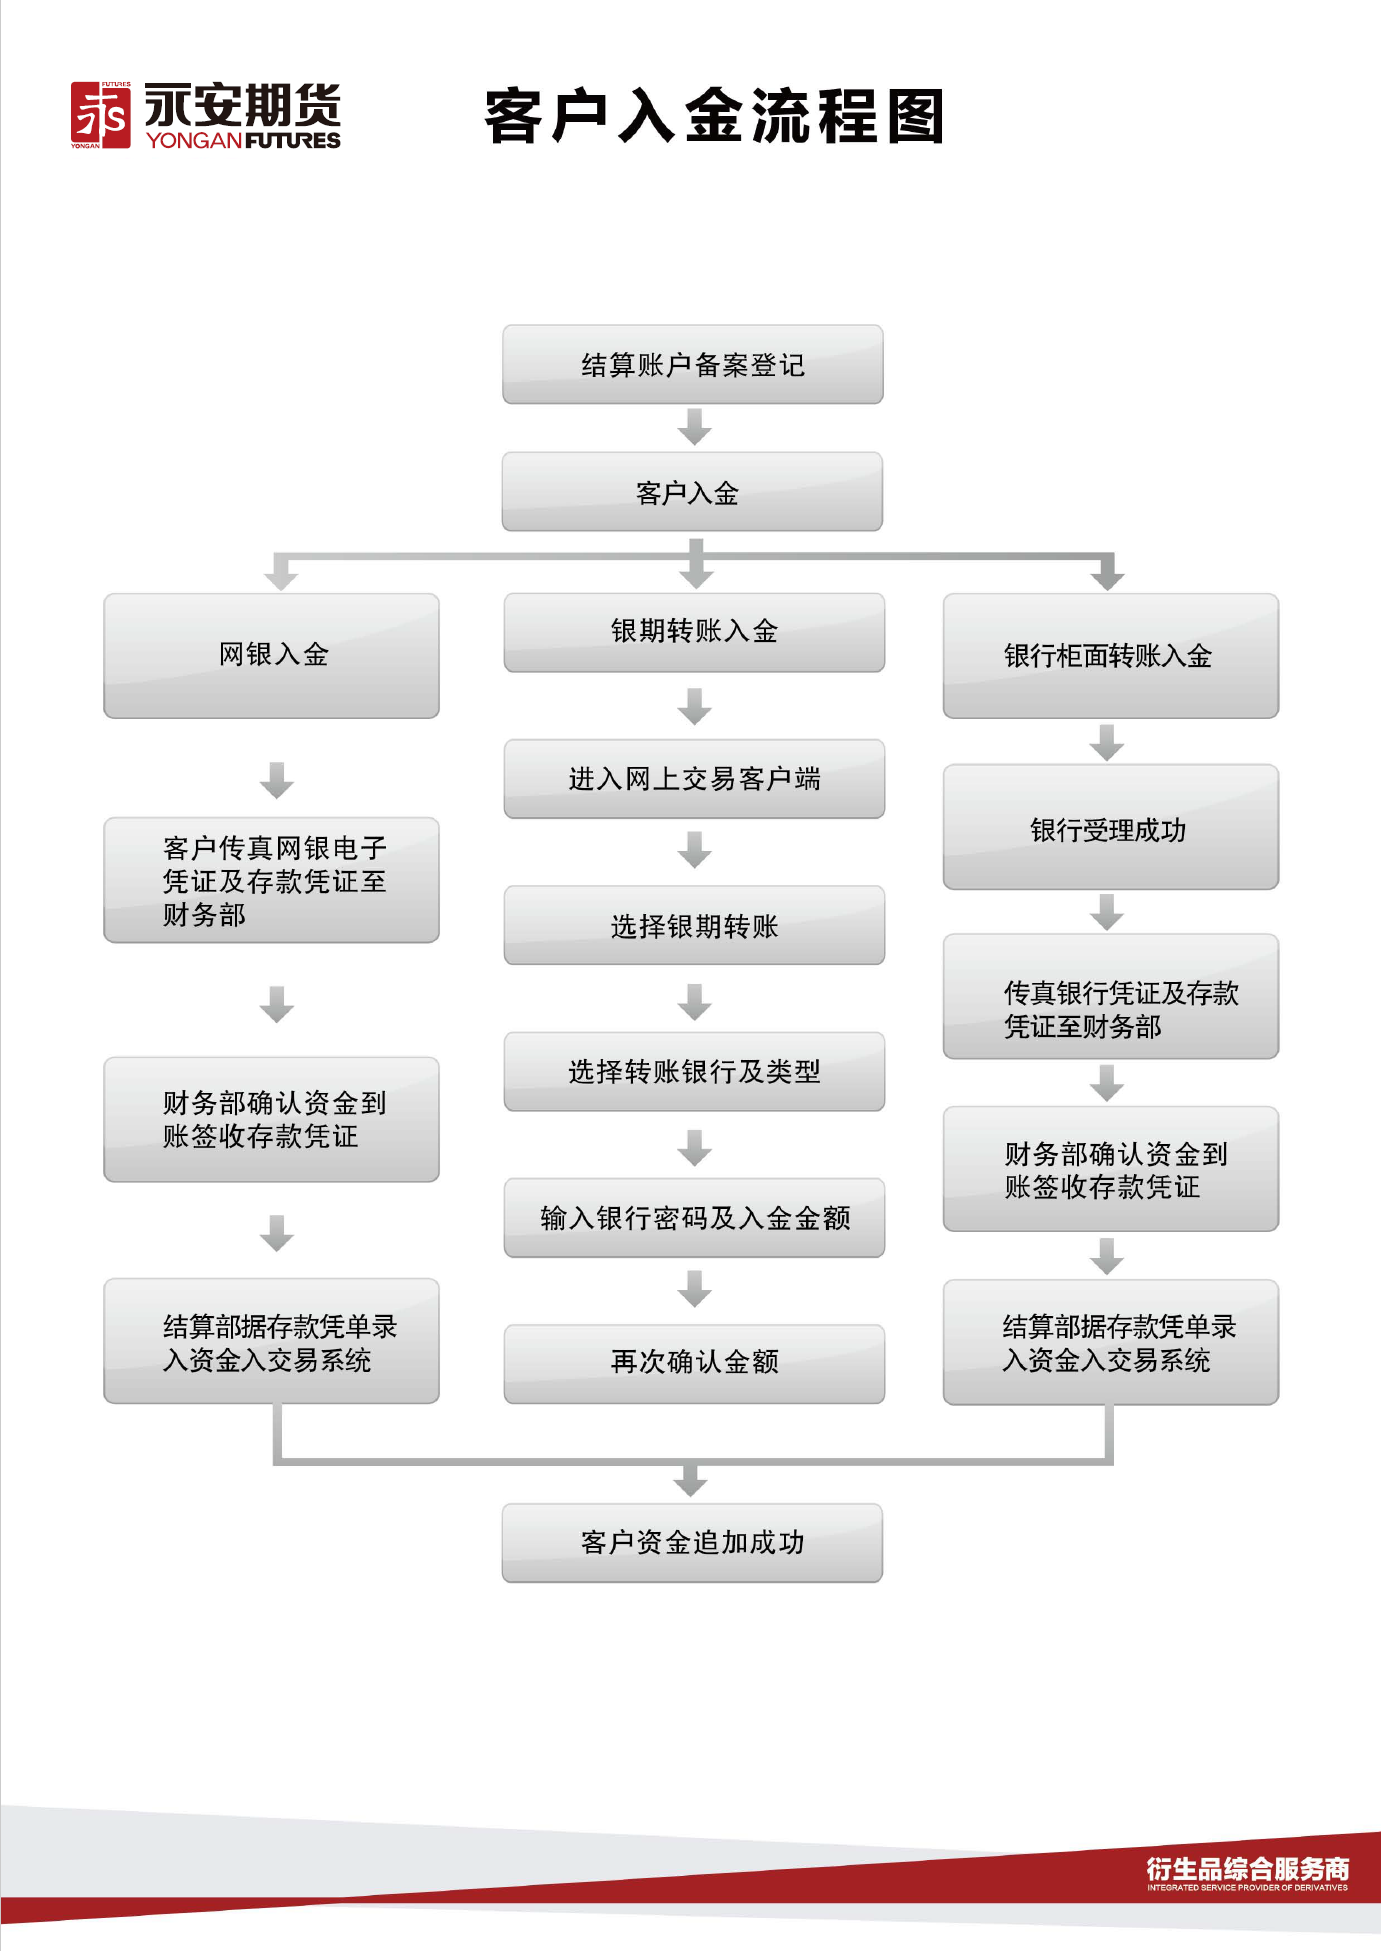 FUTURES
永安期货
YONGAN FUTURES
YONGAN
客户入金流程图
结算账户备案登记
客户入金
网银入金
客户传真网银电子
凭证及存款凭证至
财务部
财务部确认资金到
账签收存款凭证
结算部据存款凭单录
入资金入交易系统
银期转账入金
进入网上交易客户端
选择银期转账
选择转账银行及类型
输入银行密码及入金金额
再次确认金额
银行柜面转账入金
银行受理成功
传真银行凭证及存款
凭证至财务部
财务部确认资金到
账签收存款凭证
结算部据存款凭单录
入资金入交易系统
客户资金追加成功
衍生品综合服务商
INTEGRATED SERVICE PROVIDER OF DERIVATIVES